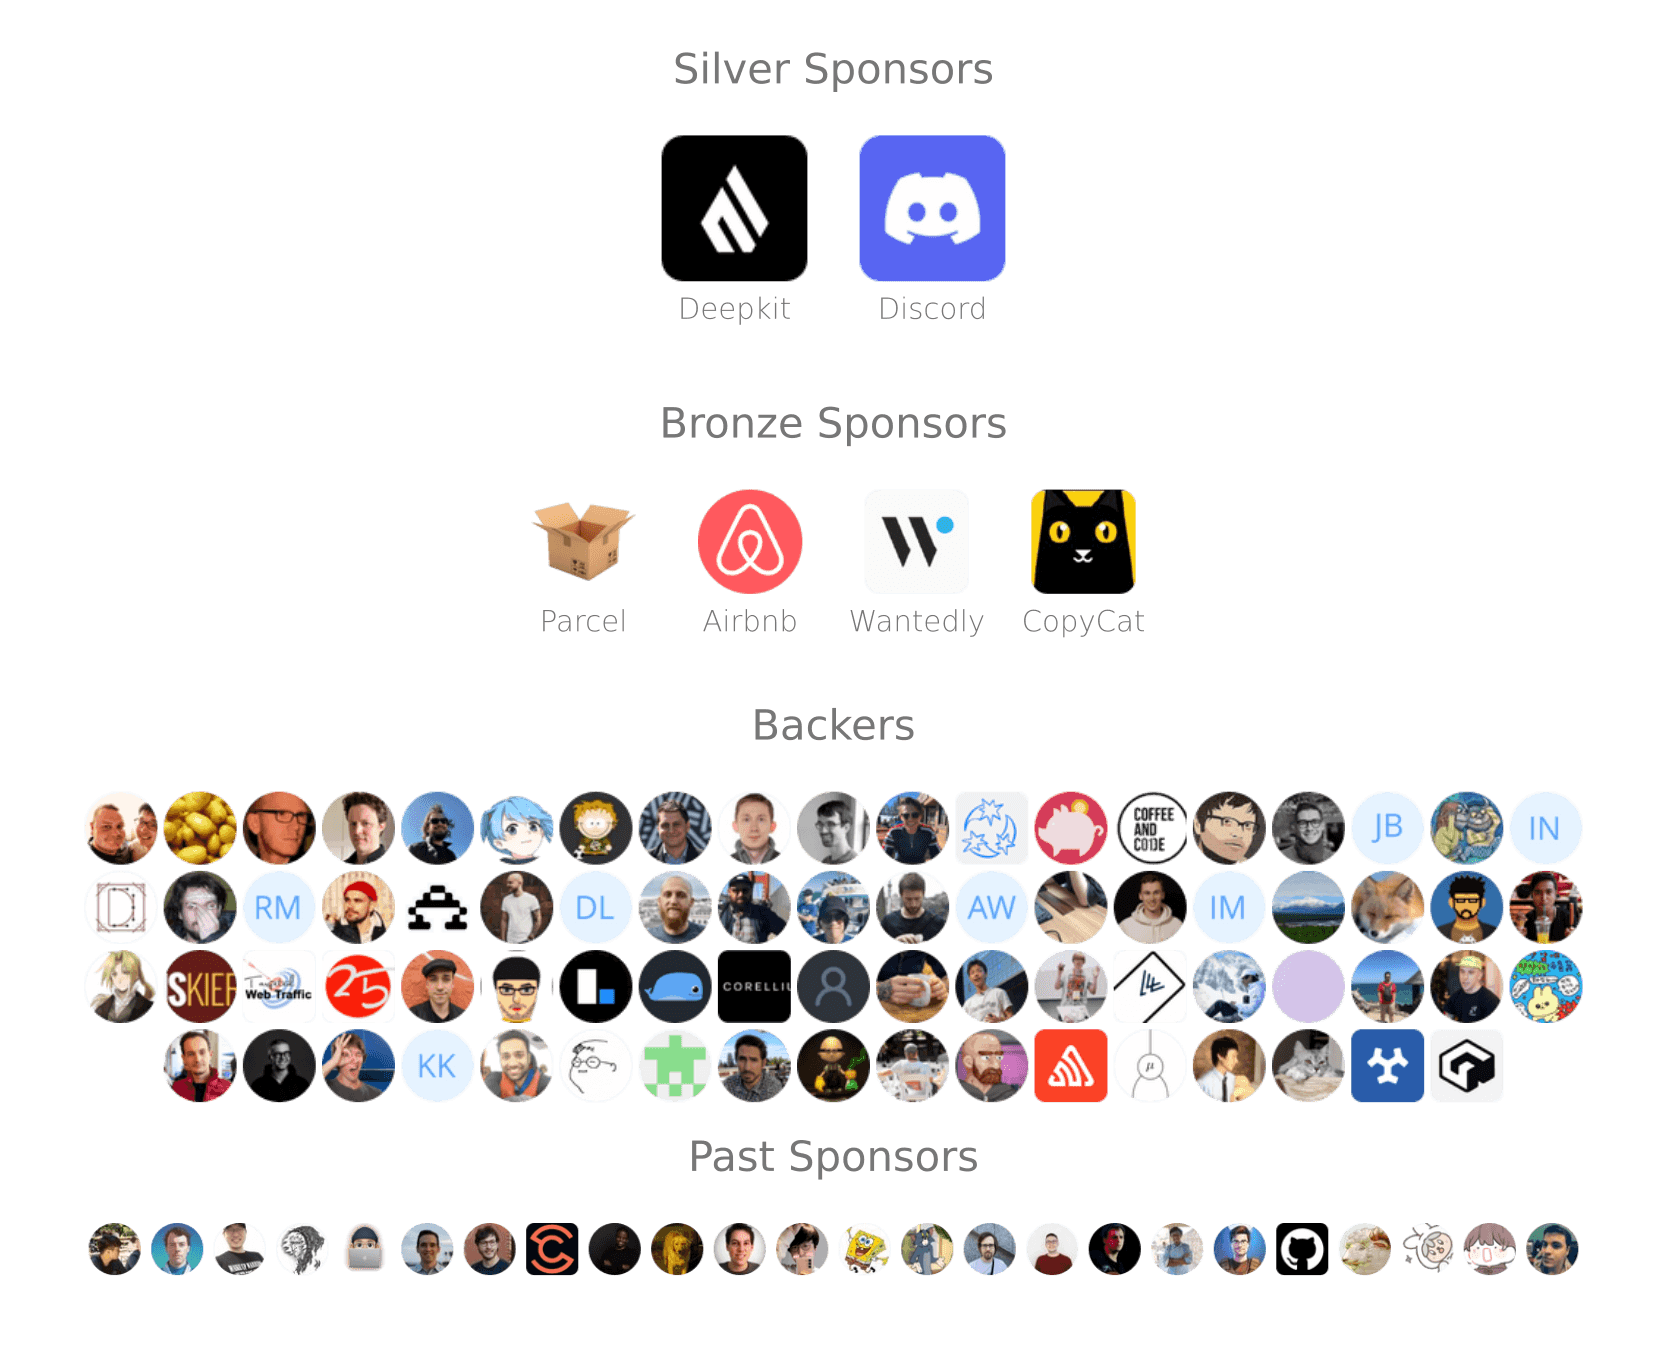 Silver Sponsors
Deepkit
Discord
Bronze Sponsors
Parcel
Airbnb
Wantedly
CopyCat
Backers
COFFEE
AND
CODE
JB
IN
RM
DL
AW
IM
SKIEF
25
Web Traffic
CORELLIU
KK
μ
Past Sponsors